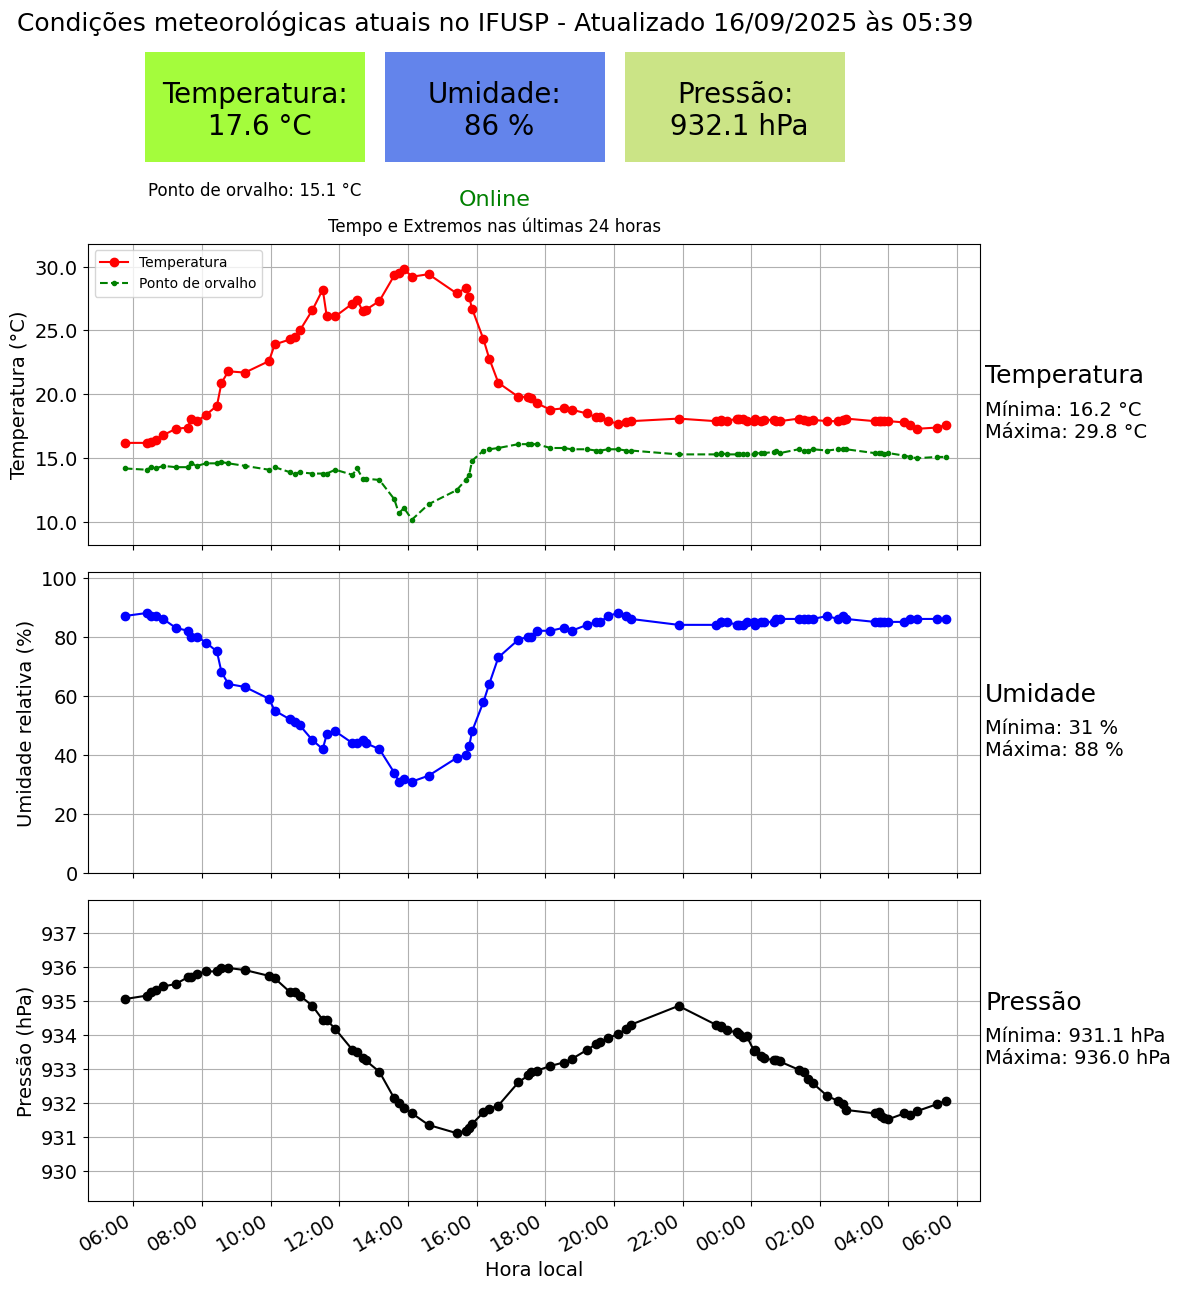 Condições meteorológicas atuais no IFUSP - Atualizado 16/09/2025 às 05:39
Temperatura:
17.6 °C
Umidade:
86 %
Pressão:
932.1 hPa
Ponto de orvalho: 15.1 °C
Online
Tempo e Extremos nas últimas 24 horas
Temperatura
Ponto de orvalho
Temperatura (°C)
30.0
25.0
20.0
15.0
10.0
Temperatura
Mínima: 16.2 °C
Máxima: 29.8 °C
Umidade relativa (%)
100
80
60
40
20
0
Umidade
Mínima: 31 %
Máxima: 88 %
Pressão (hPa)
937
936
935
934
933
932
931
930
Pressão
Mínima: 931.1 hPa
Máxima: 936.0 hPa
06:00
08:00
10:00
12:00
14:00
16:00
18:00
20:00
22:00
00:00
02:00
04:00
06:00
Hora local